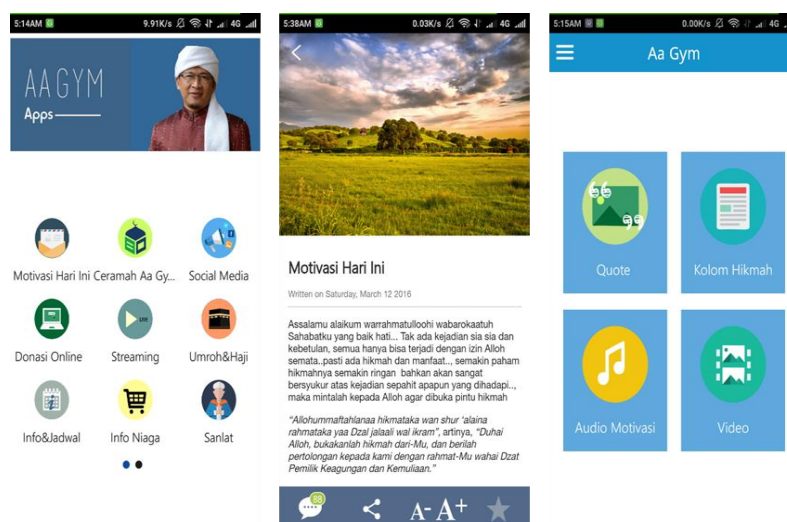 5:14AM 9.91K/s 4G
AAGYM
Apps
Motivasi Hari Ini Ceramah Aa Gy... Social Media
LIVE
Donasi Online Streaming Umroh&Haji
Info&Jadwal Info Niaga Sanlat
5:38AM 0.03K/s 4G
Motivasi Hari Ini
Written on Saturday, March 12 2016
Assalamu alaikum warrahmatulloohi wabarokaatuh
Sahabatku yang baik hati... Tak ada kejadian sia sia dan
kebetulan, semua hanya bisa terjadi dengan izin Alloh
semata..pasti ada hikmah dan manfaat.., semakin paham
hikmahnya semakin ringan bahkan akan sangat
bersyukur atas kejadian sepahit apapun yang dihadapi..,
maka mintalah kepada Alloh agar dibuka pintu hikmah
“Allohummaftahlanaa hikmataka wan shur 'alaina
rahmataka yaa Dzal jalaali wal ikram”, artinya, “Duhai
Alloh, bukakanlah hikmah dari-Mu, dan berilah
pertolongan kepada kami dengan rahmat-Mu wahai Dzat
Pemilik Keagungan dan Kemuliaan.”
88
A- A+
5:15AM 0.00K/s 4G
Aa Gym
Quote Kolom Hikmah
Audio Motivasi Video